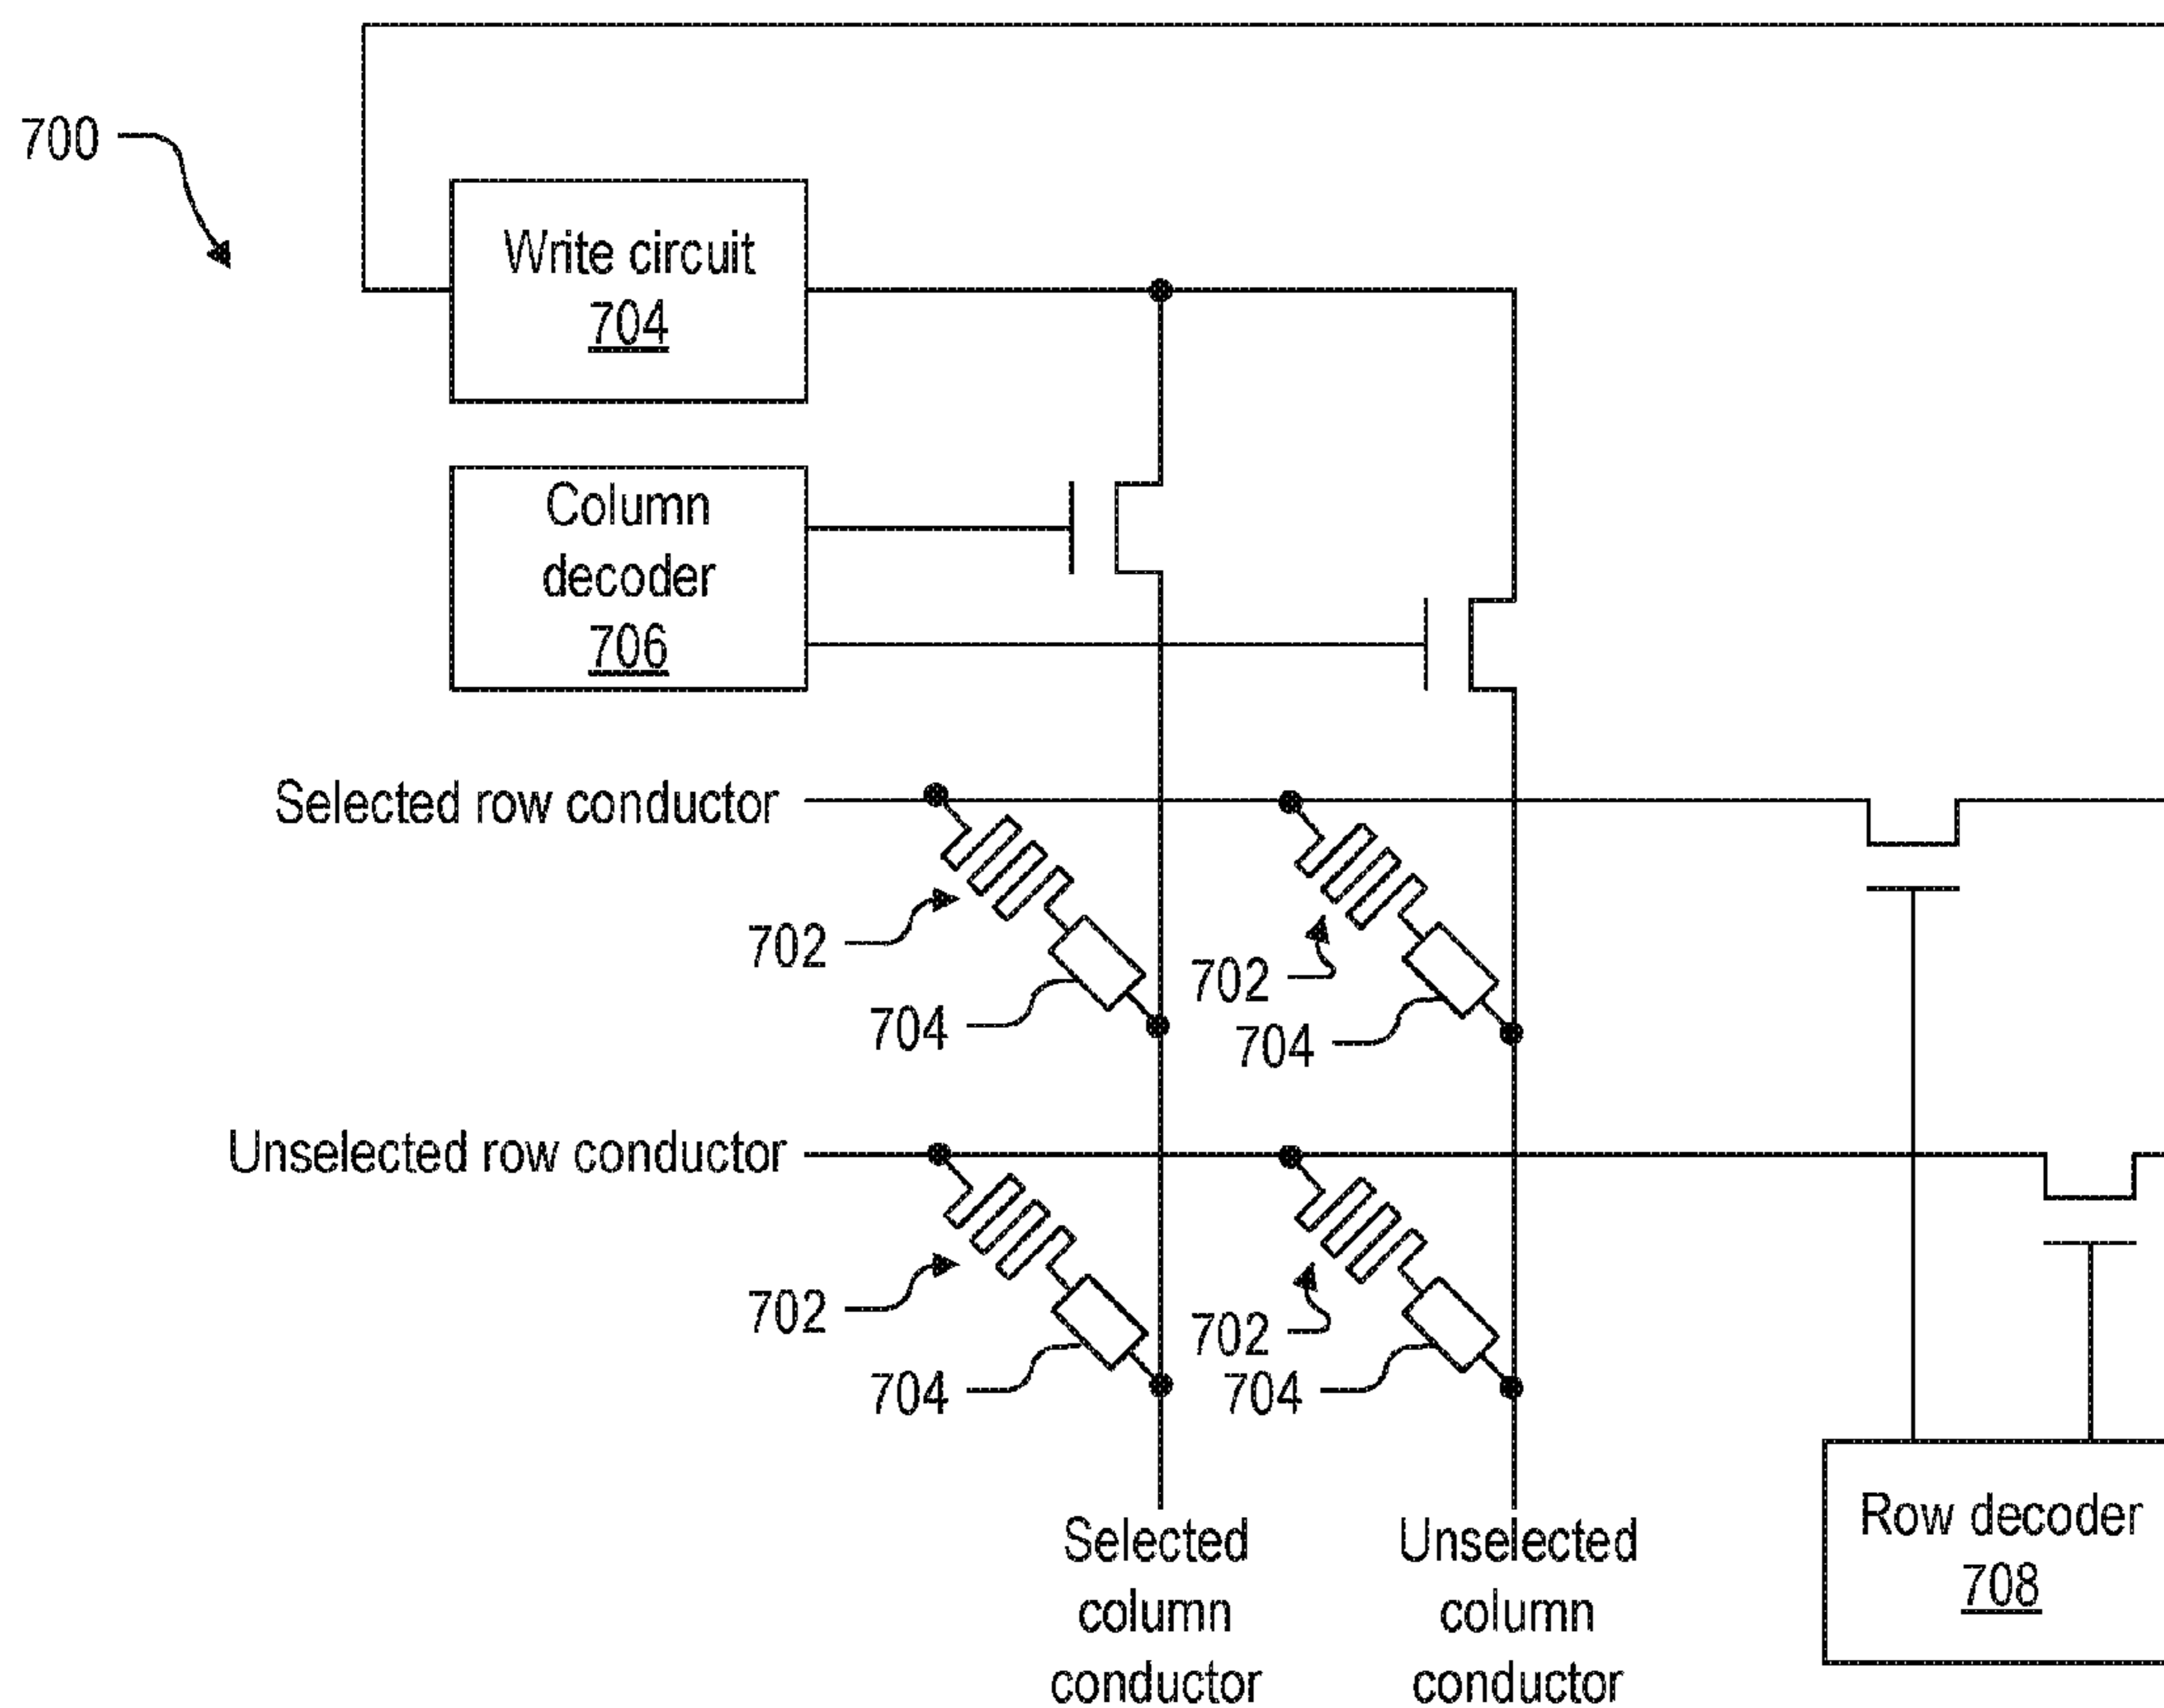 700
Write circuit
704
Column
decoder
706
Selected row conductor
702
702
704
704
Unselected row conductor
702
702
704
704
Selected
column
conductor
Unselected
column
conductor
Row decoder
708